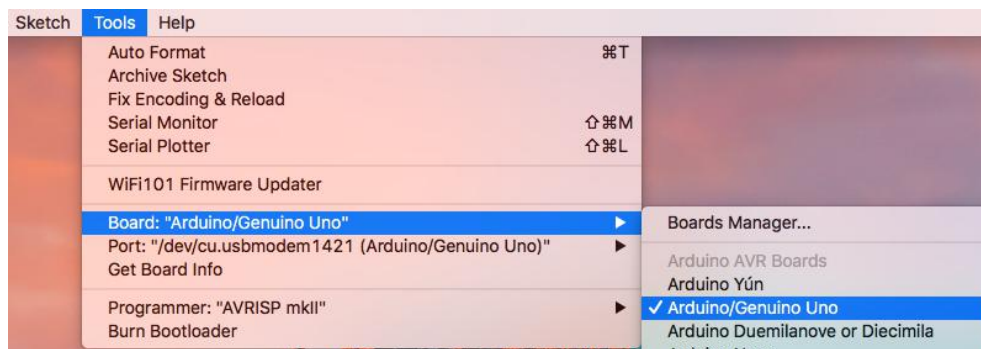 Sketch Tools Help
Auto Format ⌘T
Archive Sketch
Fix Encoding & Reload
Serial Monitor ⇧⌘M
Serial Plotter ⇧⌘L
WiFi101 Firmware Updater
Board: "Arduino/Genuino Uno" ▶
Port: "/dev/cu.usbmodem1421 (Arduino/Genuino Uno)" ▶
Get Board Info
Programmer: "AVRISP mkII" ▶
Burn Bootloader
Boards Manager...
Arduino AVR Boards
Arduino Yún
✓ Arduino/Genuino Uno
Arduino Duemilanove or Diecimila